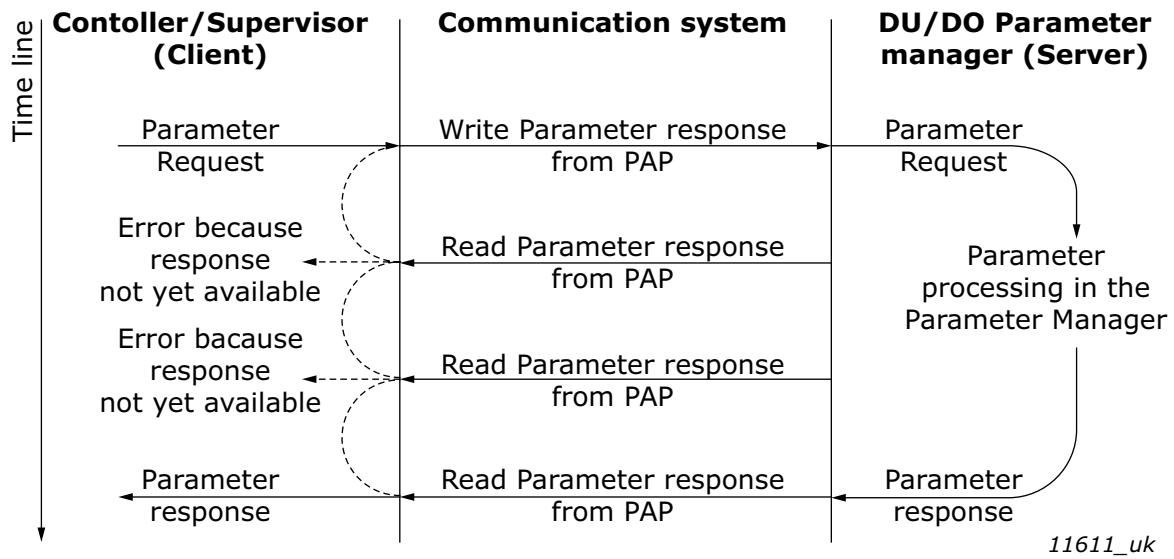 Time line
Contoller/Supervisor
(Client)
Communication system
DU/DO Parameter
manager (Server)
Parameter
Request
Write Parameter response
from PAP
Parameter
Request
Error because
response
not yet available
Read Parameter response
from PAP
Parameter
processing in the
Parameter Manager
Error bacause
response
not yet available
Read Parameter response
from PAP
Parameter
response
Read Parameter response
from PAP
Parameter
response
11611_uk